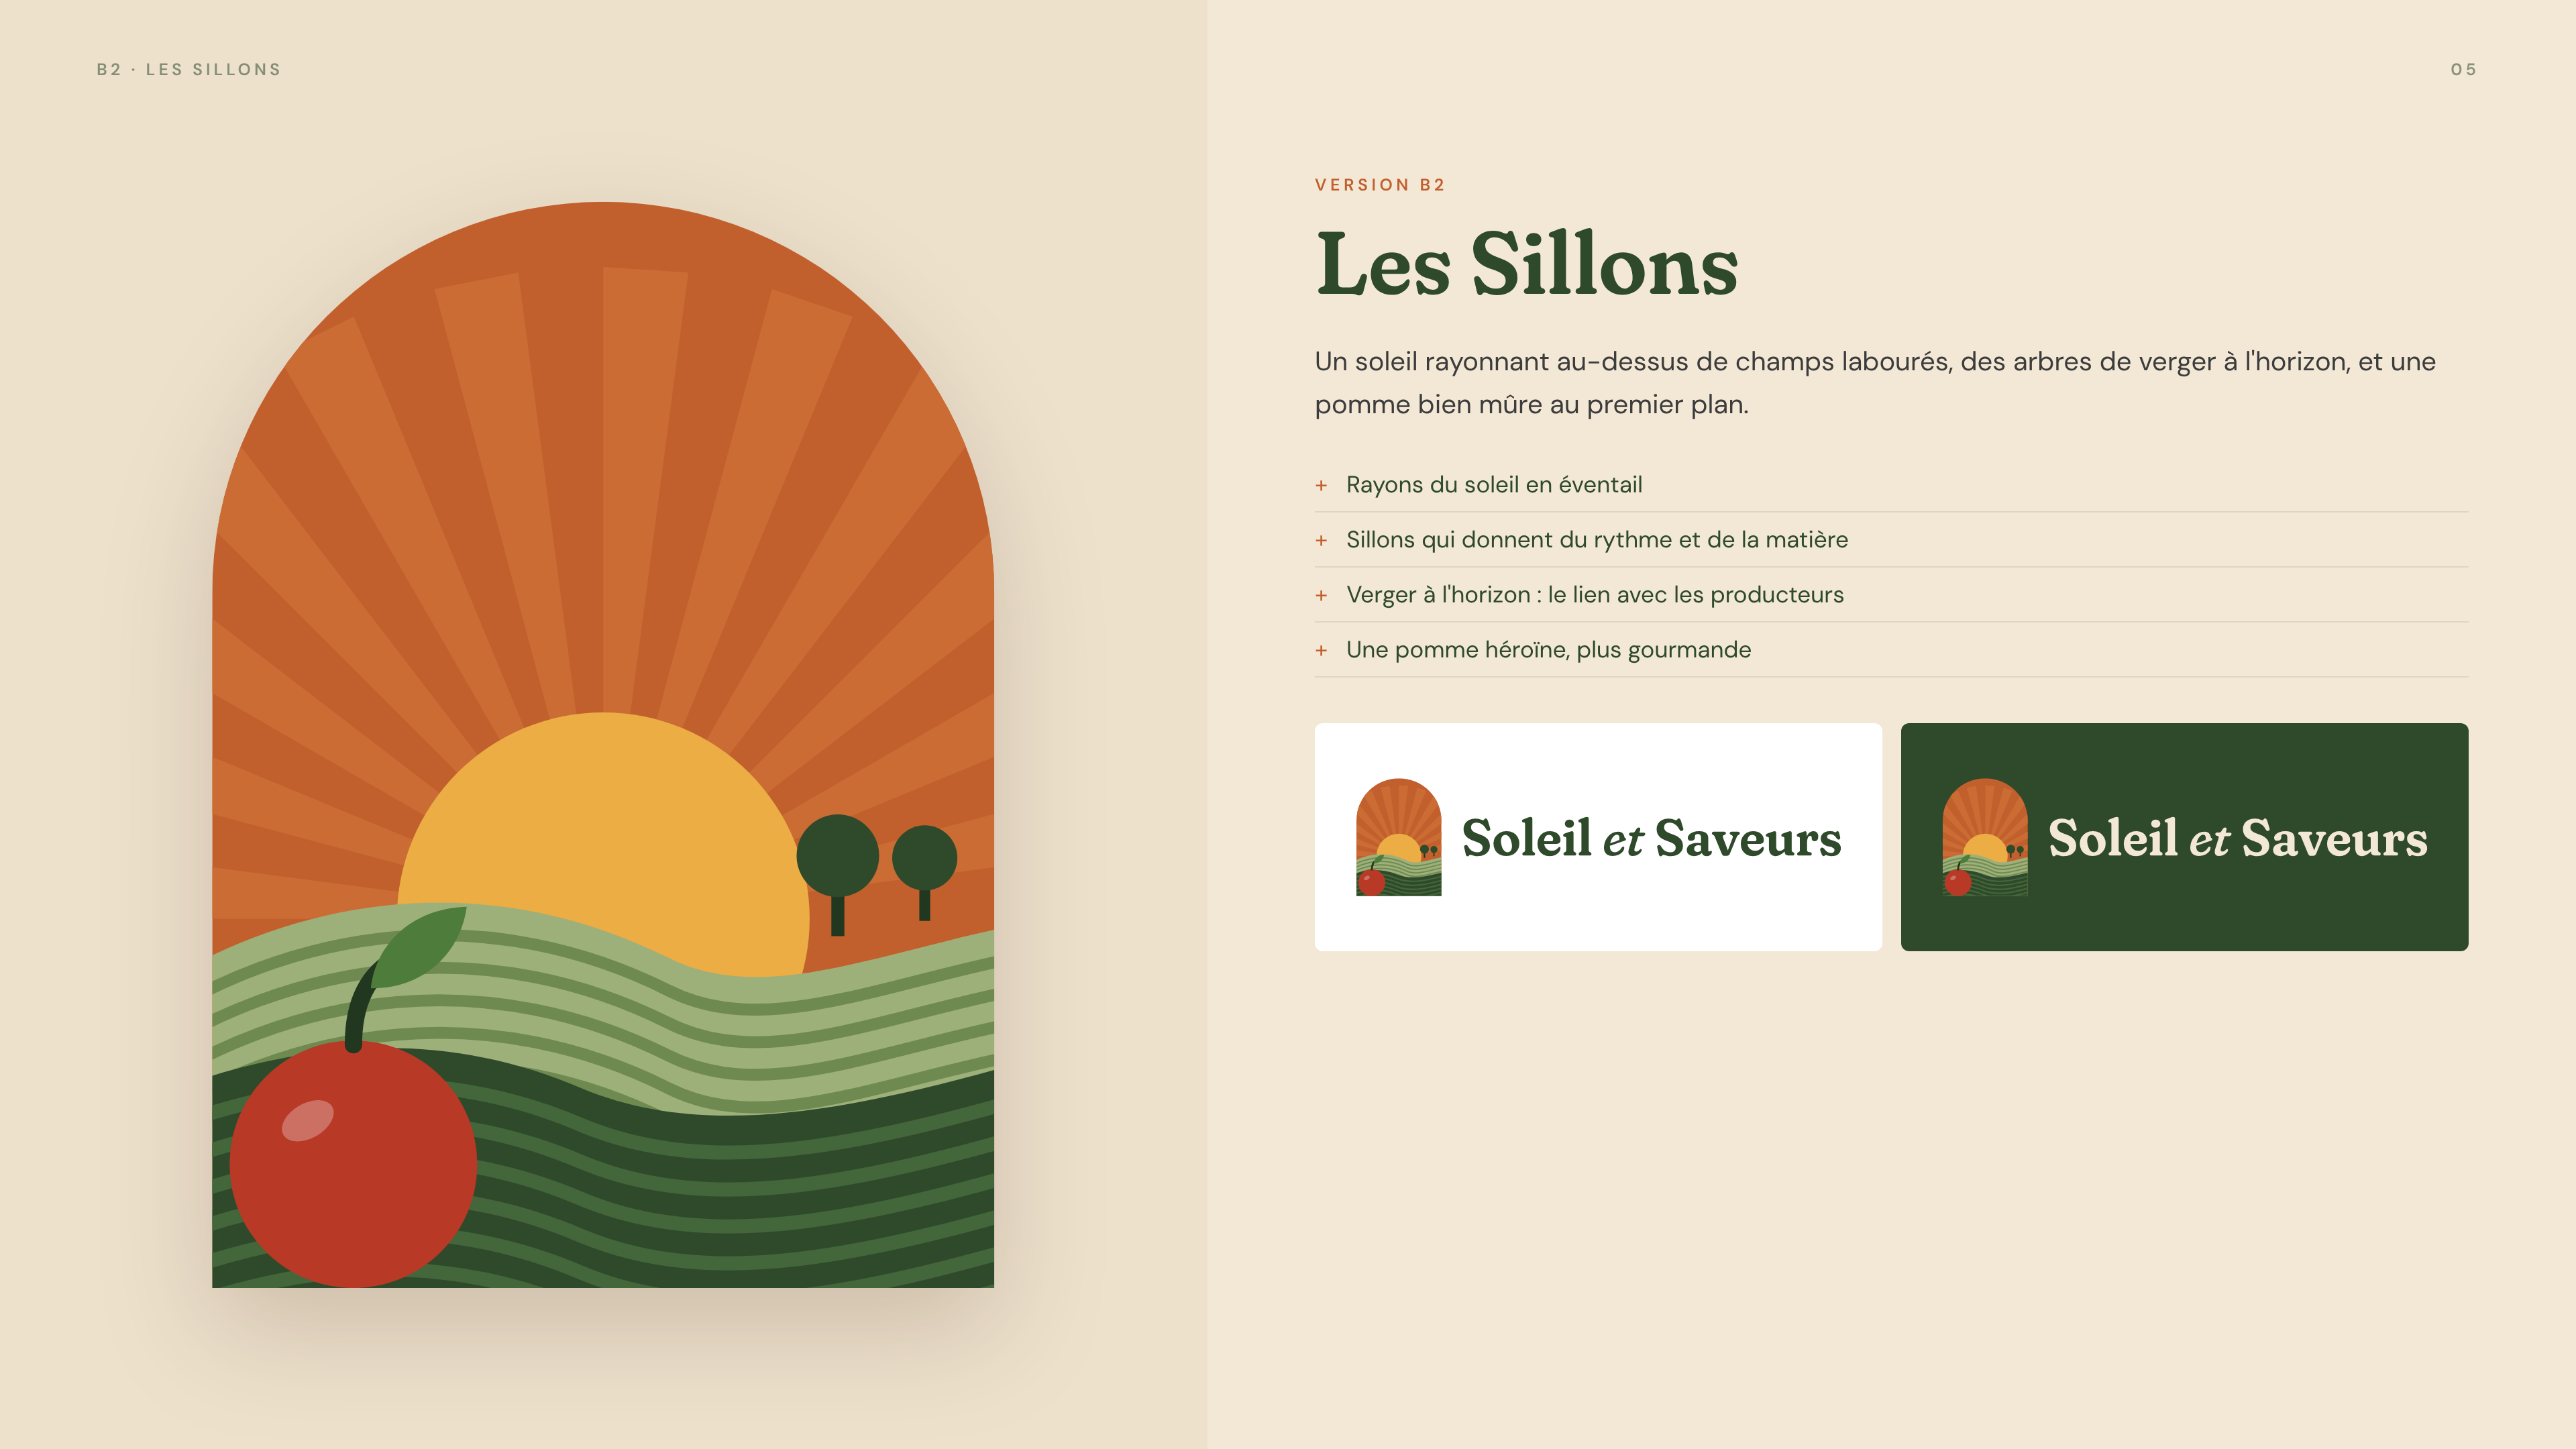 B2 · LES SILLONS
05
VERSION B2
Les Sillons
Un soleil rayonnant au-dessus de champs labourés, des arbres de verger à l'horizon, et une
pomme bien mûre au premier plan.
+ Rayons du soleil en éventail
+ Sillons qui donnent du rythme et de la matière
+ Verger à l'horizon : le lien avec les producteurs
+ Une pomme héroïne, plus gourmande
Soleil et Saveurs
Soleil et Saveurs